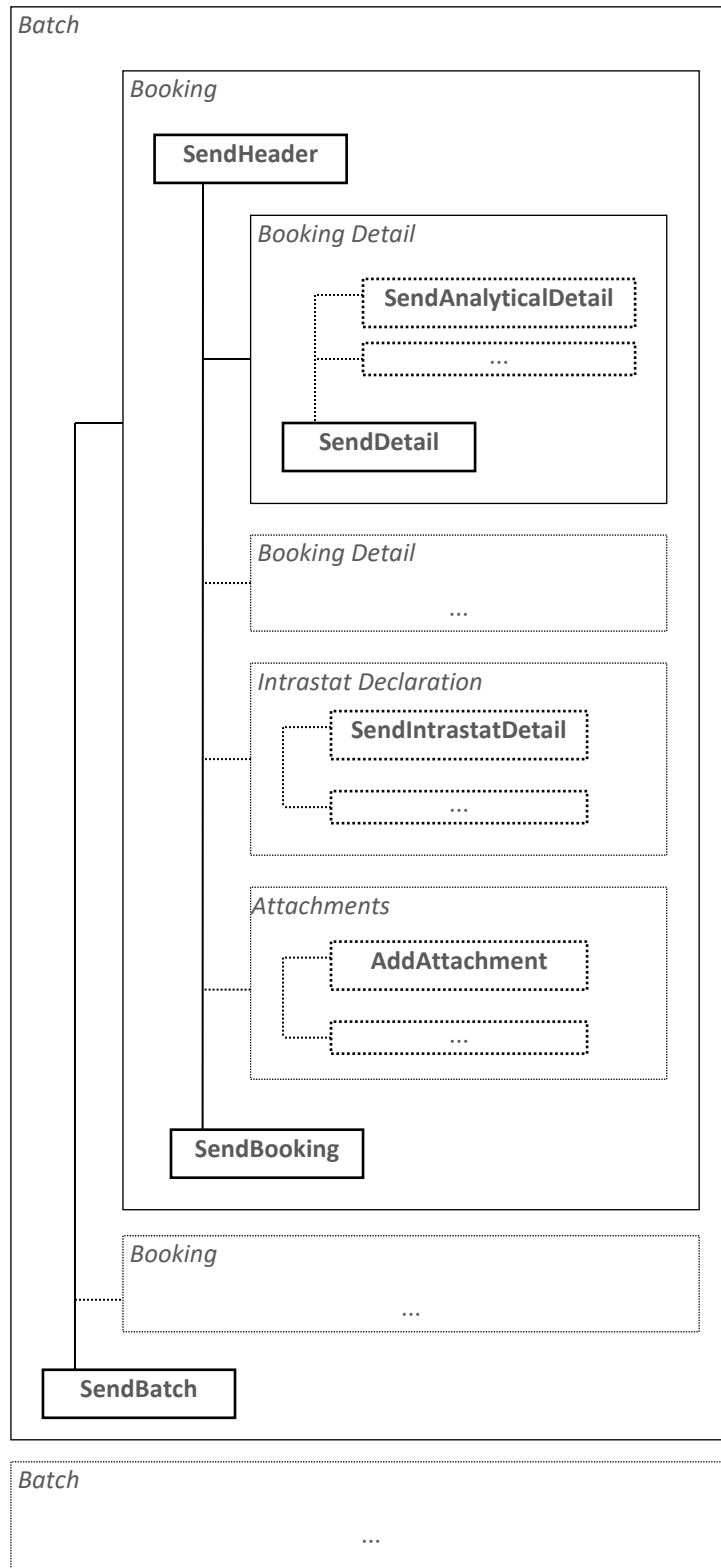 Batch
Booking
SendHeader
Booking Detail
SendAnalyticalDetail
...
SendDetail
Booking Detail
...
Intrastat Declaration
SendIntrastatDetail
...
Attachments
AddAttachment
...
SendBooking
Booking
...
SendBatch
Batch
...